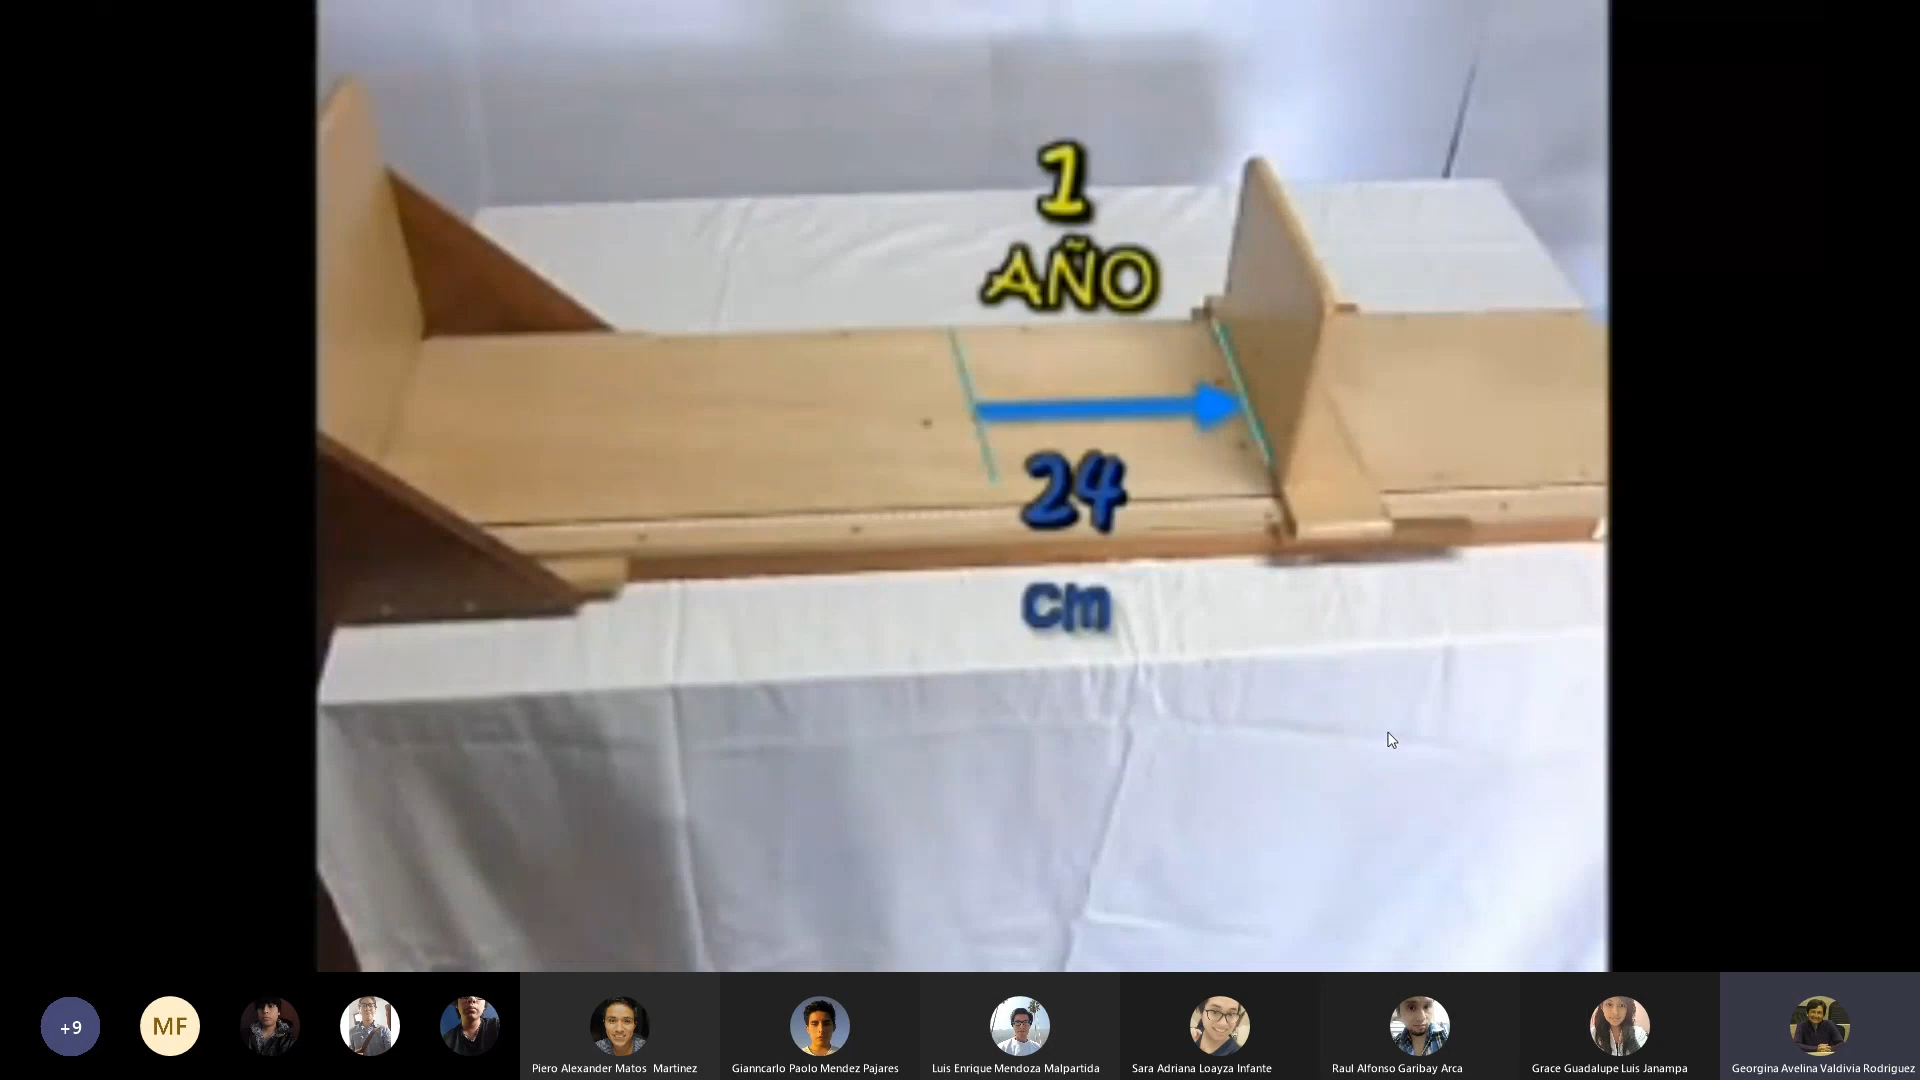 1
AÑO
24
cm
+9
MF
Piero Alexander Matos Martinez
Gianncarlo Paolo Mendez Pajares
Luis Enrique Mendoza Malpartida
Sara Adriana Loayza Infante
Raul Alfonso Garibay Arca
Grace Guadalupe Luis Janampa
Georgina Avelina Valdivia Rodriguez